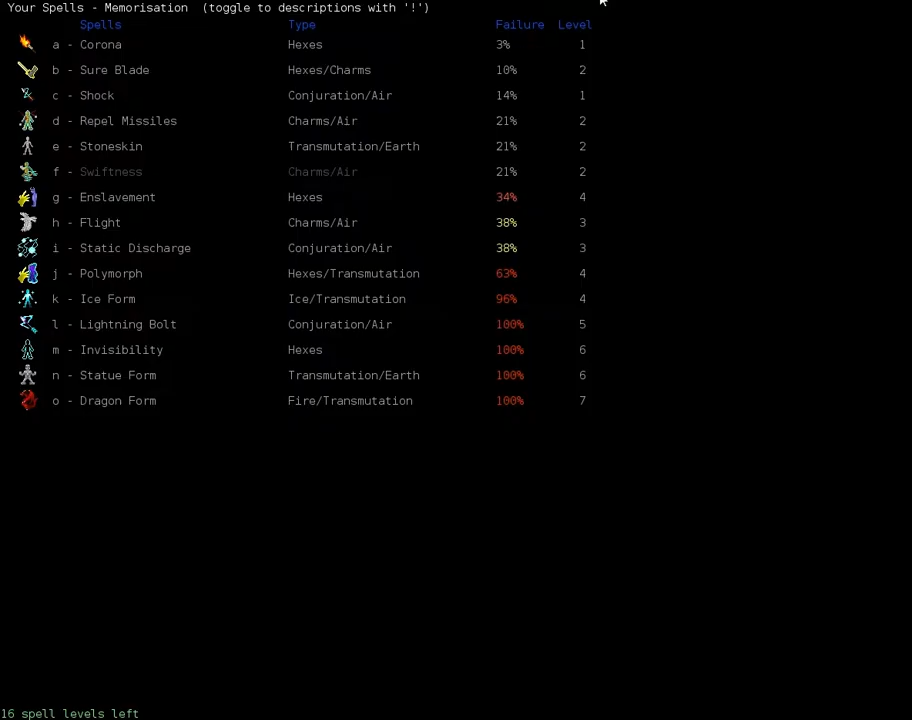 Your Spells - Memorisation  (toggle to descriptions with '!')
Spells Type Failure Level
a - Corona Hexes 3% 1
b - Sure Blade Hexes/Charms 10% 2
c - Shock Conjuration/Air 14% 1
d - Repel Missiles Charms/Air 21% 2
e - Stoneskin Transmutation/Earth 21% 2
f - Swiftness Charms/Air 21% 2
g - Enslavement Hexes 34% 4
h - Flight Charms/Air 38% 3
i - Static Discharge Conjuration/Air 38% 3
j - Polymorph Hexes/Transmutation 63% 4
k - Ice Form Ice/Transmutation 96% 4
l - Lightning Bolt Conjuration/Air 100% 5
m - Invisibility Hexes 100% 6
n - Statue Form Transmutation/Earth 100% 6
o - Dragon Form Fire/Transmutation 100% 7
16 spell levels left